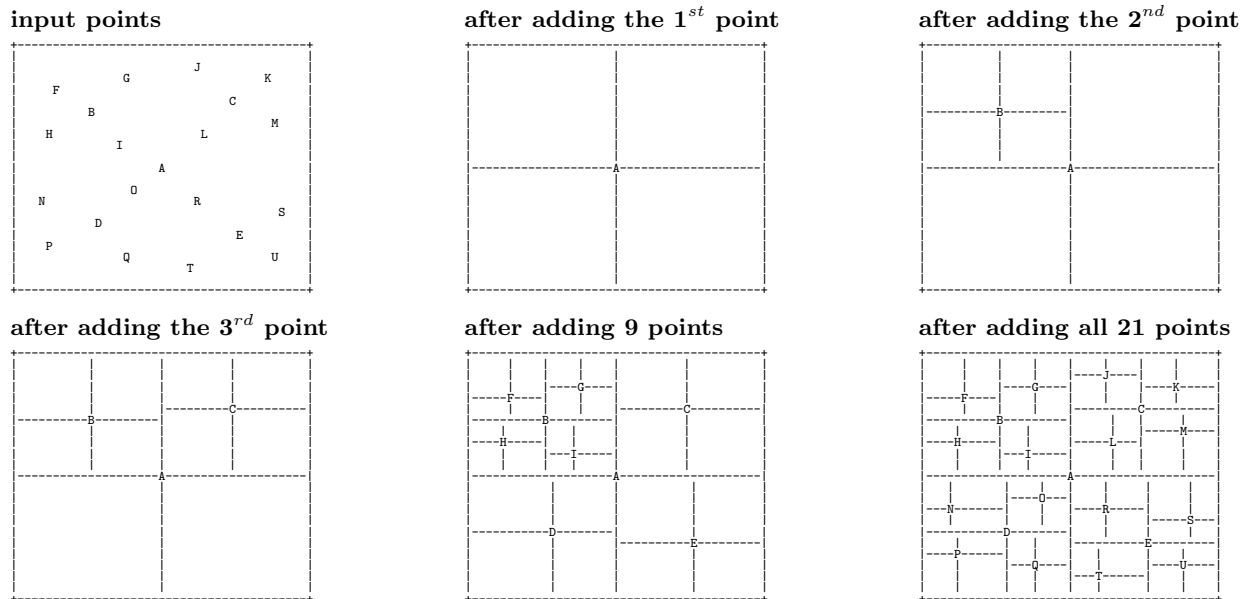 input points
after adding the 1st point
after adding the 2nd point
J
G K
F
C
B
M
H L
I
A
O
N R
S
D
E
P
Q U
T
A
B
A
after adding the 3rd point
after adding 9 points
after adding all 21 points
C
B
A
G
F
C
B
H
I
A
D
E
J
G K
F
C
B
M
H L
I
A
O
N R
S
D
E
P
Q U
T